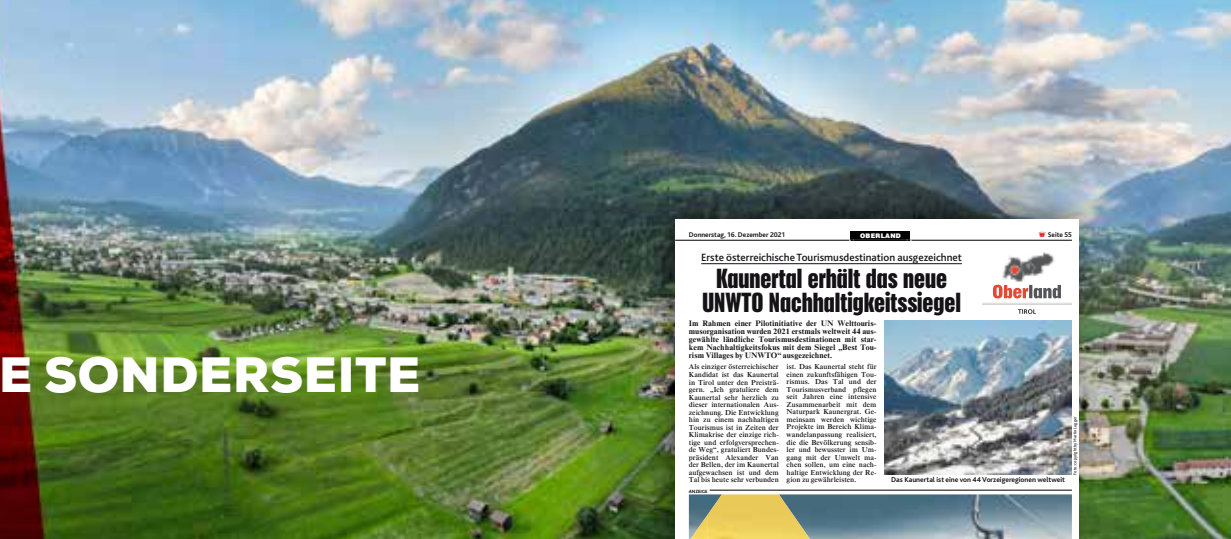 E SONDERSEITE
Donnerstag, 16. Dezember 2021
OBERLAND
Seite 55
Erste österreichische Tourismusdestination ausgezeichnet
Kaunertal erhält das neue
UNWTO Nachhaltigkeitssiegel
Oberland
TIROL
Im Rahmen einer Pilotinitiative der UN Welttouris-
musorganisation wurden 2021 erstmals weltweit 44 aus-
gewählte ländliche Tourismusdestinationen mit star-
kem Nachhaltigkeitsfokus mit dem Siegel „Best Tou-
rism Villages by UNWTO“ ausgezeichnet.
Als einziger österreichischer
Kandidat ist das Kaunertal
in Tirol unter den Preisträ-
gern. „Ich gratuliere dem
Kaunertal sehr herzlich zu
dieser internationalen Aus-
zeichnung. Die Entwicklung
hin zu einem nachhaltigen
Tourismus ist in Zeiten der
Klimakrise der einzige rich-
tige und erfolgversprechen-
de Weg“, gratuliert Bundes-
präsident Alexander Van
der Bellen, der im Kaunertal
aufgewachsen ist und dem
Tal bis heute sehr verbunden
ist. Das Kaunertal steht für
einen zukunftsfähigen Tou-
rismus. Das Tal und der
Tourismusverband pflegen
seit Jahren eine intensive
Zusammenarbeit mit dem
Naturpark Kaunergrat. Ge-
meinsam werden wichtige
Projekte im Bereich Klima-
wandelanpassung realisiert,
die die Bevölkerung sensib-
ler und bewusster im Um-
gang mit der Umwelt ma-
chen sollen, um eine nach-
haltige Entwicklung der Re-
gion zu gewährleisten.
Das Kaunertal ist eine von 44 Vorzeigeregionen weltweit
ANZEIGE